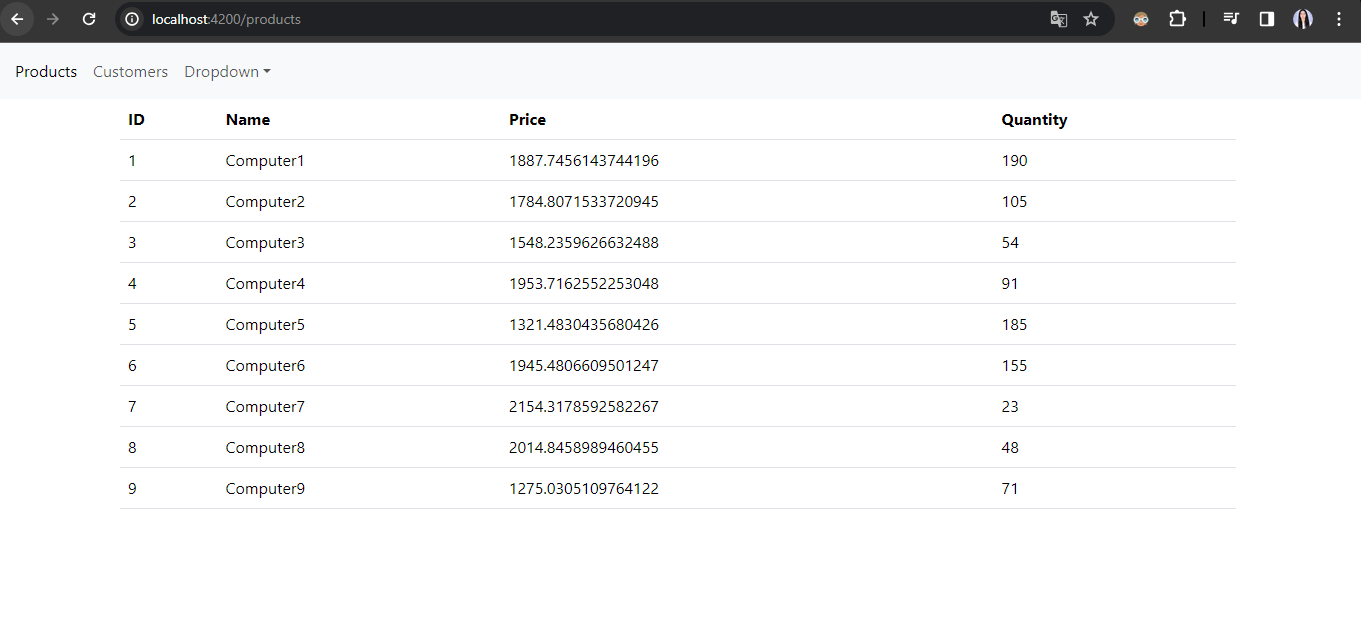 localhost:4200/products
Products Customers Dropdown
ID Name Price Quantity
1 Computer1 1887.7456143744196 190
2 Computer2 1784.8071533720945 105
3 Computer3 1548.2359626632488 54
4 Computer4 1953.7162552253048 91
5 Computer5 1321.4830435680426 185
6 Computer6 1945.4806609501247 155
7 Computer7 2154.3178592582267 23
8 Computer8 2014.8458989460455 48
9 Computer9 1275.0305109764122 71